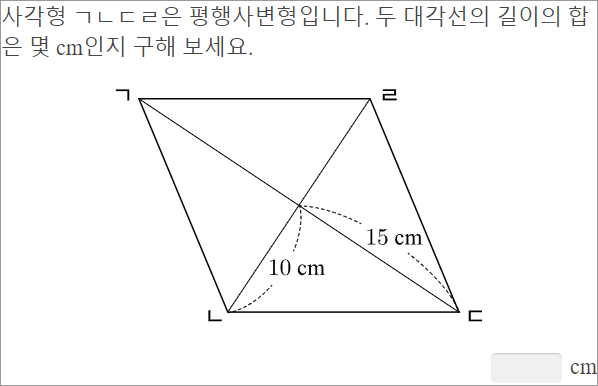 사각형 ㄱㄴㄷㄹ은 평행사변형입니다. 두 대각선의 길이의 합
은 몇 cm인지 구해 보세요.
ㄱ
ㄹ
15 cm
10 cm
ㄴ
ㄷ
cm